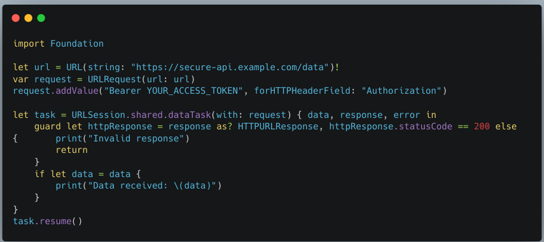 import Foundation
let url = URL(string: "https://secure-api.example.com/data")!
var request = URLRequest(url: url)
request.addValue("Bearer YOUR_ACCESS_TOKEN", forHTTPHeaderField: "Authorization")
let task = URLSession.shared.dataTask(with: request) { data, response, error in
    guard let httpResponse = response as? HTTPURLResponse, httpResponse.statusCode == 200 else
{       print("Invalid response")
        return
    }
    if let data = data {
        print("Data received: \(data)")
    }
}
task.resume()